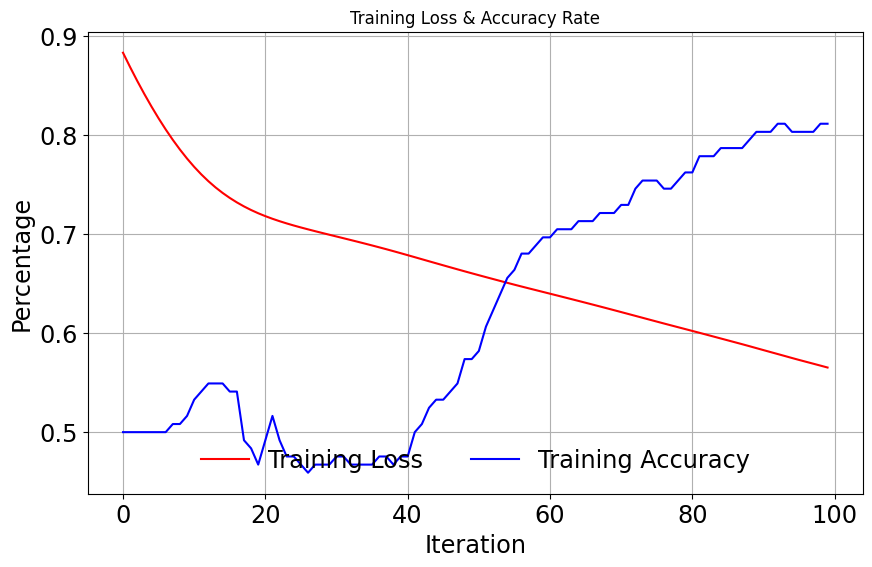 Training Loss & Accuracy Rate
0.9
0.8
0.7
0.6
0.5
Percentage
Training Loss Training Accuracy
0 20 40 60 80 100
Iteration